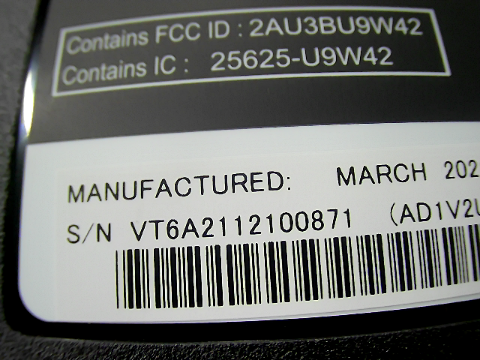 Contains FCC ID : 2AU3BU9W42
Contains IC : 25625-U9W42
MANUFACTURED: MARCH 202
S/N VT6A2112100871 (AD1V2U